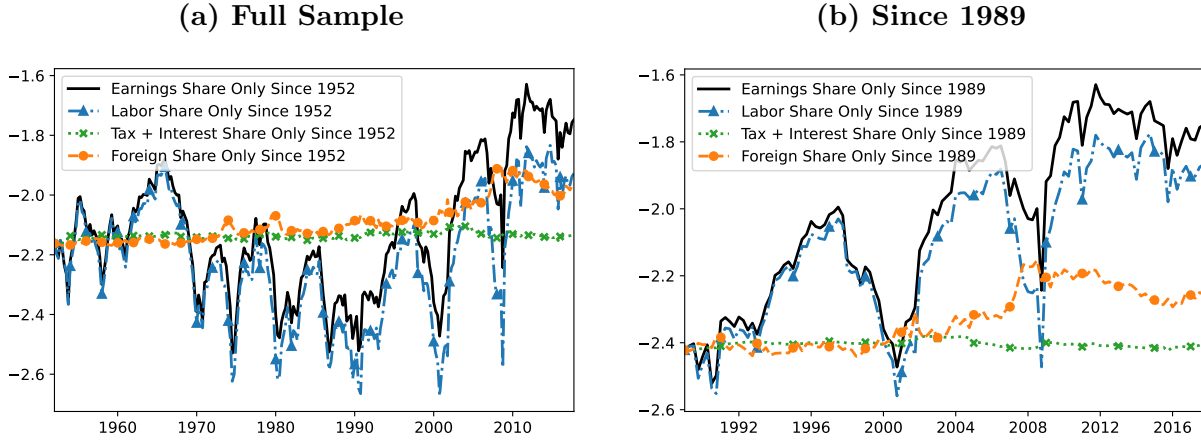 (a) Full Sample
(b) Since 1989
−1.6
−1.8
−2.0
−2.2
−2.4
−2.6
Earnings Share Only Since 1952
Labor Share Only Since 1952
Tax + Interest Share Only Since 1952
Foreign Share Only Since 1952
1960
1970
1980
1990
2000
2010
−1.6
−1.8
−2.0
−2.2
−2.4
−2.6
Earnings Share Only Since 1989
Labor Share Only Since 1989
Tax + Interest Share Only Since 1989
Foreign Share Only Since 1989
1992
1996
2000
2004
2008
2012
2016